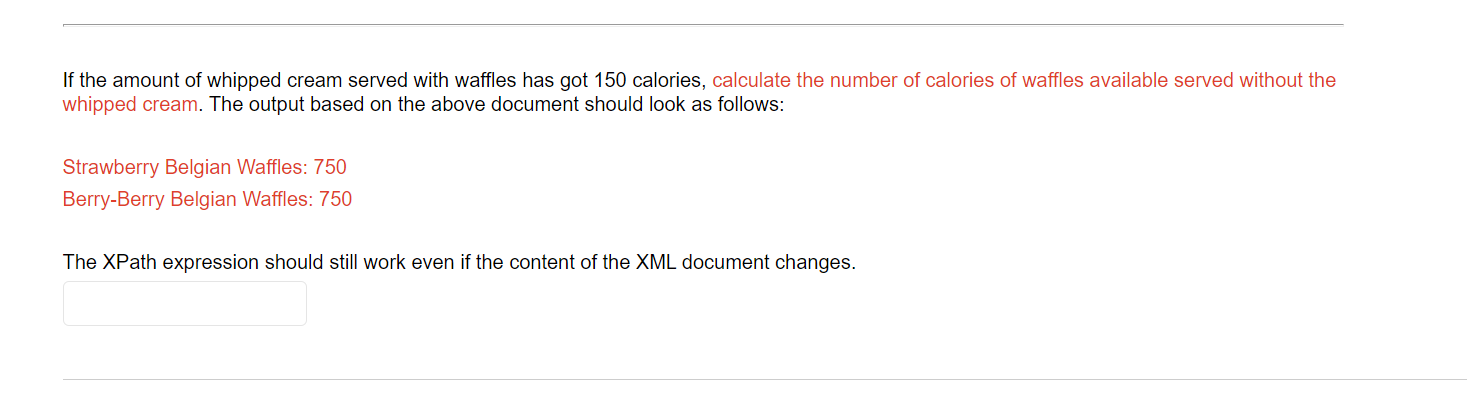 If the amount of whipped cream served with waffles has got 150 calories, calculate the number of calories of waffles available served without the
whipped cream. The output based on the above document should look as follows:
Strawberry Belgian Waffles: 750
Berry-Berry Belgian Waffles: 750
The XPath expression should still work even if the content of the XML document changes.